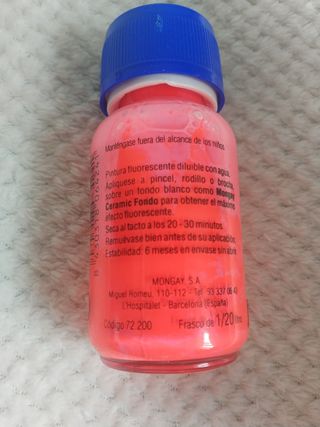 Manténgase fuera del alcance de los niños
Pintura fluorescente diluible con agua.
Aplíquese a pincel, rodillo o brocha,
sobre un fondo blanco como Mongay
Ceramic Fondo para obtener el máximo
efecto fluorescente.
Seca al tacto a los 20 - 30 minutos.
Remuévase bien antes de su aplicación.
Estabilidad: 6 meses en envase sin abrir.
MONGAY, S.A.
Miguel Romeu, 110-112 - Tel. 93 337 06 43
L'Hospitalet - Barcelona (España)
Código 72.200
Frasco de 1/20 litro